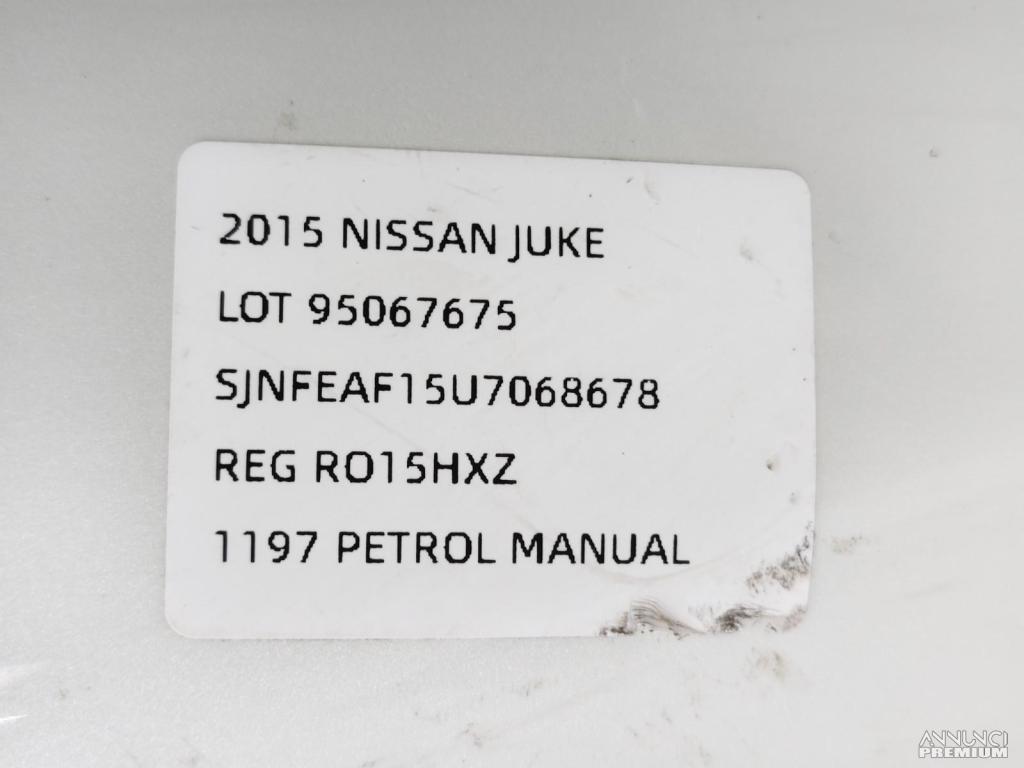 2015 NISSAN JUKE
LOT 95067675
SJNFEAF15U7068678
REG RO15HXZ
1197 PETROL MANUAL
ANNUNCI
PREMIUM